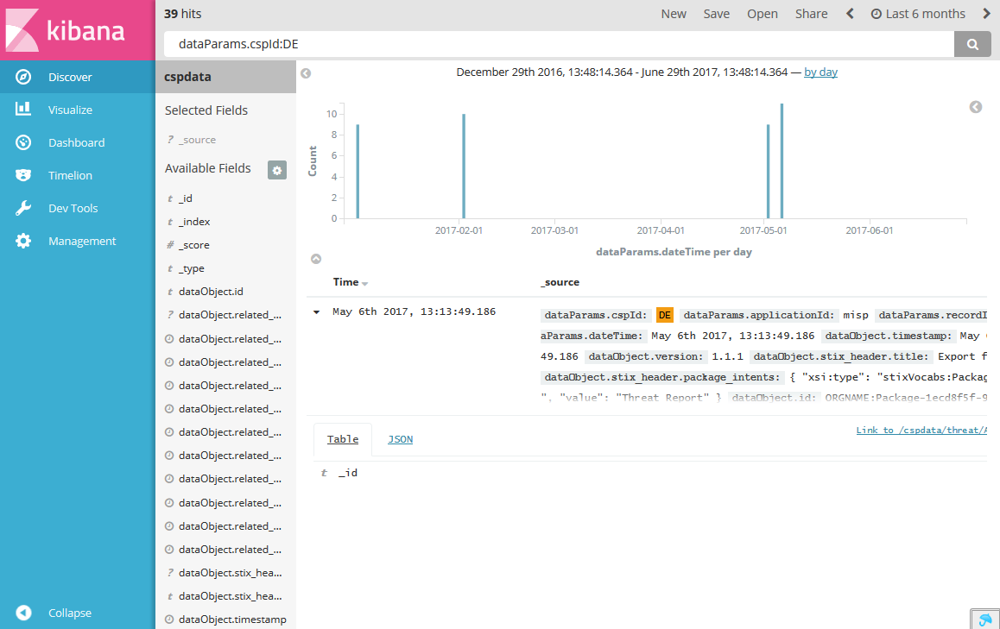 kibana
Discover
Visualize
Dashboard
Timelion
Dev Tools
Management
Collapse
39 hits
New Save Open Share Last 6 months
dataParams.cspId:DE
cspdata
Selected Fields
? _source
Available Fields
t _id
t _index
# _score
t _type
t dataObject.id
? dataObject.related_...
dataObject.related_...
dataObject.related_...
dataObject.related_...
dataObject.related_...
dataObject.related_...
dataObject.related_...
dataObject.related_...
dataObject.related_...
dataObject.related_...
dataObject.related_...
? dataObject.stix_hea...
t dataObject.stix_hea...
dataObject.timestamp
December 29th 2016, 13:48:14.364 - June 29th 2017, 13:48:14.364 — by day
Count
10
8
6
4
2
0
2017-02-01 2017-03-01 2017-04-01 2017-05-01 2017-06-01
dataParams.dateTime per day
Time _source
May 6th 2017, 13:13:49.186 dataParams.cspId: DE dataParams.applicationId: misp dataParams.recordI
aParams.dateTime: May 6th 2017, 13:13:49.186 dataObject.timestamp: May
49.186 dataObject.version: 1.1.1 dataObject.stix_header.title: Export f
dataObject.stix_header.package_intents: { "xsi:type": "stixVocabs:Packag
", "value": "Threat Report" } dataObject.id: ORGNAME:Package-1ecd8f5f-9
Table JSON Link to /cspdata/threat/A
t _id